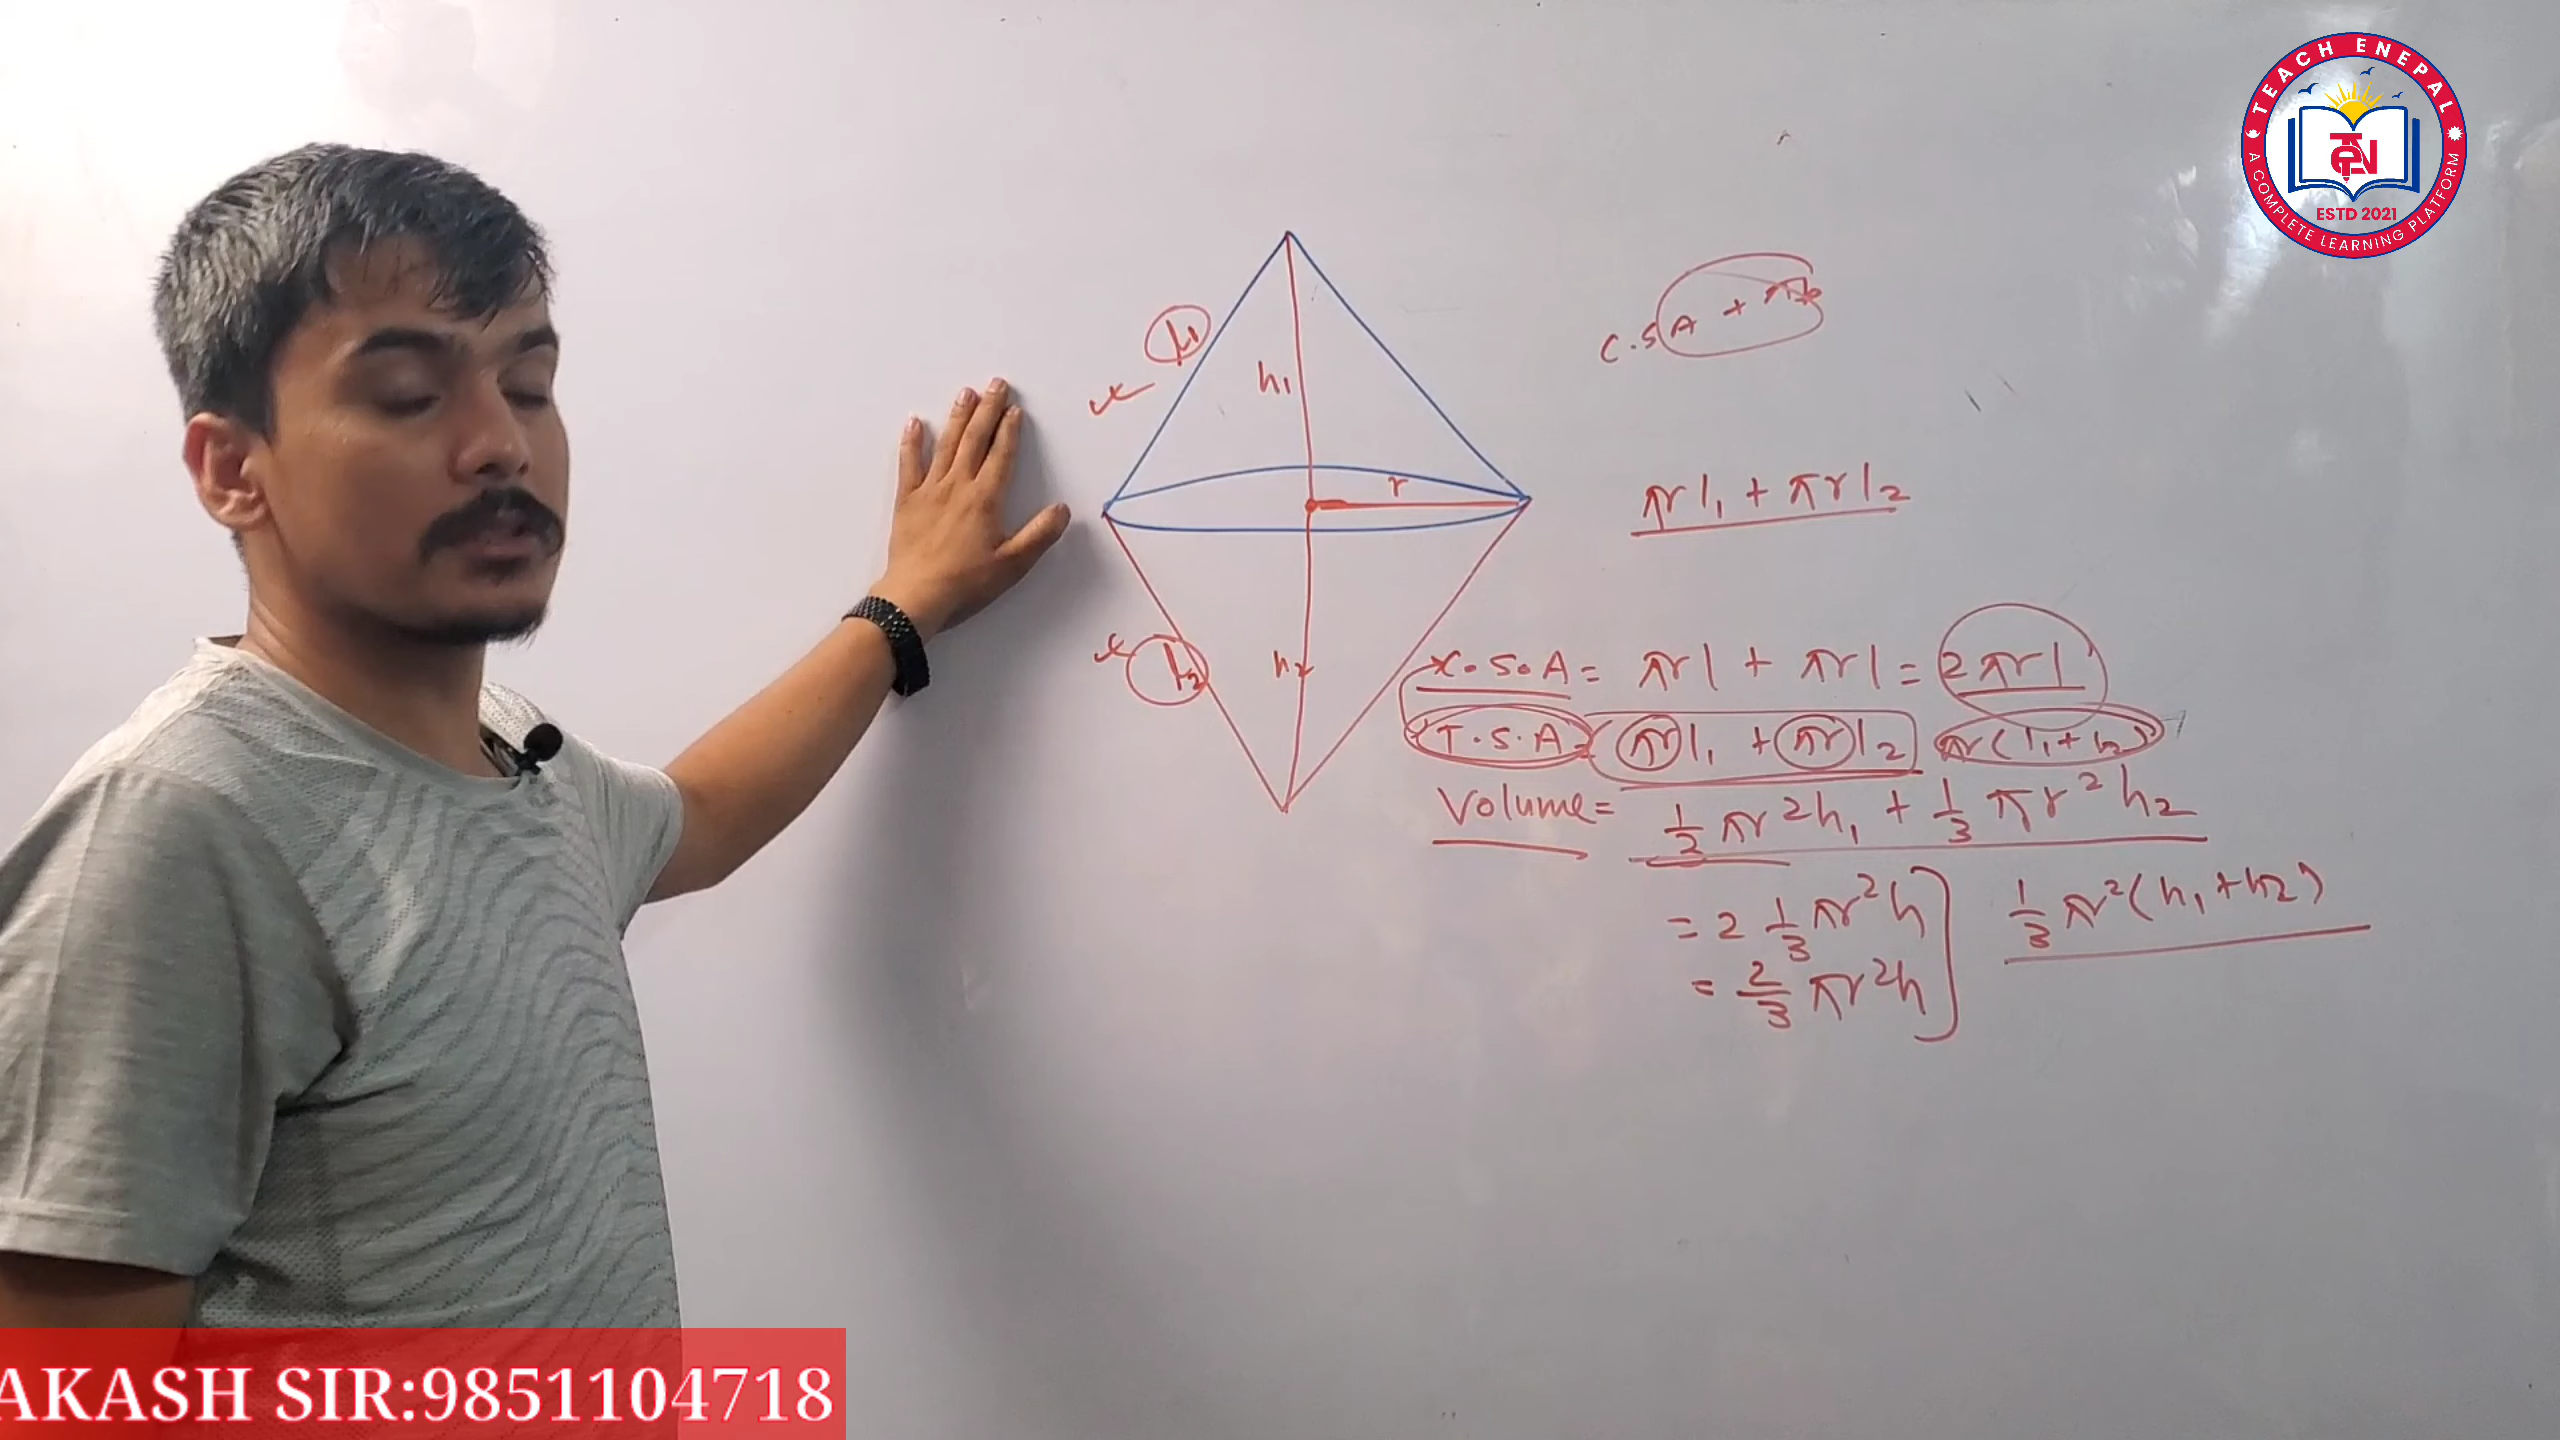 TEACH ENEPAL
TEN
ESTD 2021
A COMPLETE LEARNING PLATFORM
C.S.A + πr
l₁
h₁
r
πrl₁ + πrl₂
l₂
h₂
C.S.A = πrl + πrl = 2πrl
T.S.A = πrl₁ + πrl₂ πr(l₁+l₂)
Volume = 1/3 πr²h₁ + 1/3 πr²h₂
= 2 1/3 πr²h] 1/3 πr²(h₁+h₂)
= 2/3 πr²h
AKASH SIR:9851104718